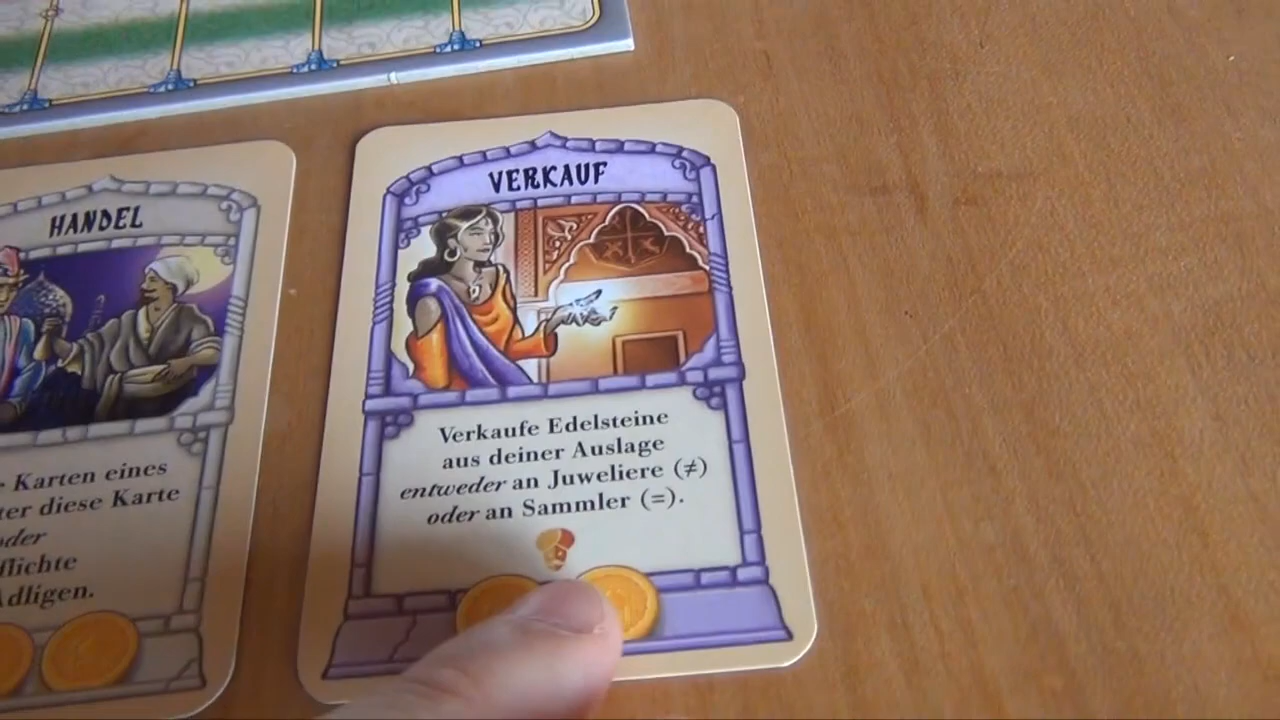 HANDEL
Karten eines
diese Karte
Adligen.
VERKAUF
Verkaufe Edelsteine
aus deiner Auslage
entweder an Juweliere (≠)
oder an Sammler (=).